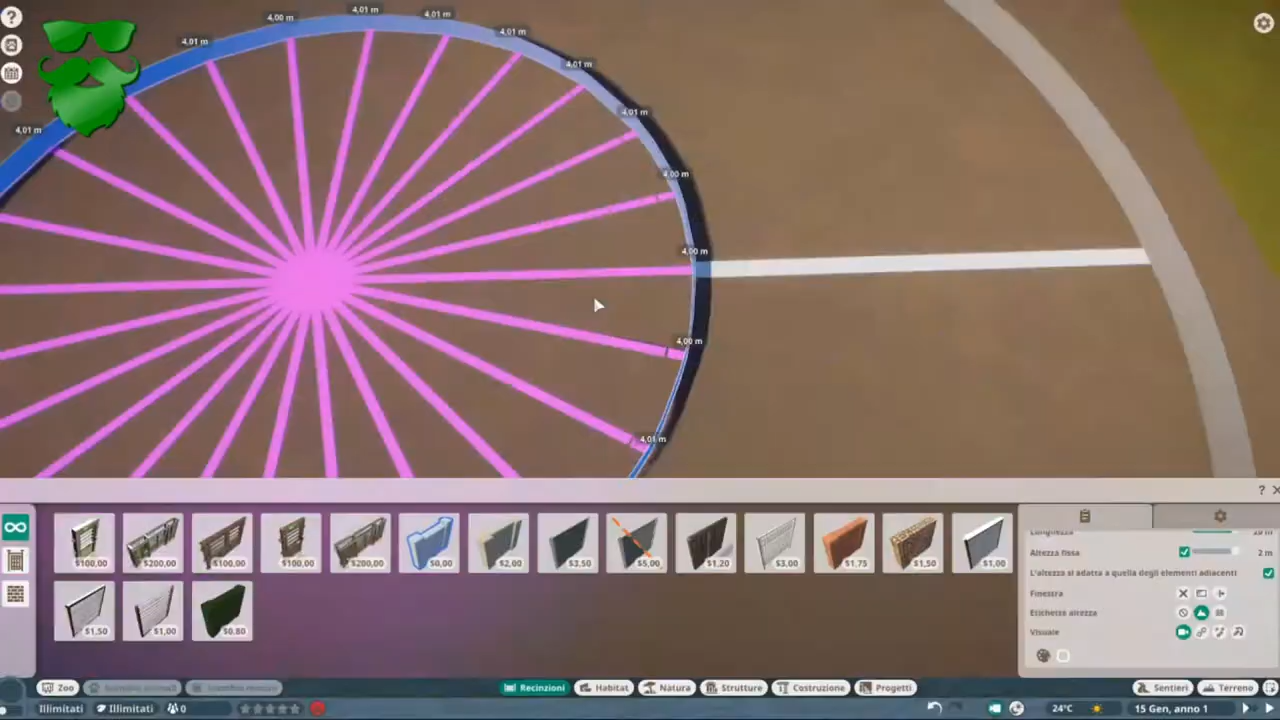 4,01 m
4,00 m
4,01 m
4,01 m
4,01 m
4,01 m
4,01 m
4,01 m
4,00 m
4,00 m
4,00 m
4,01 m
? X
$100,00
$200,00
$100,00
$100,00
$200,00
$0,00
$2,00
$3,50
$5,00
$1,20
$3,00
$1,75
$1,50
$1,00
$1,50
$1,00
$0,80
Altezza fissa 2 m
L'altezza si adatta a quella degli elementi adiacenti
Finestra
Etichette altezza
Visuale
Zoo
Recinzioni
Habitat
Natura
Strutture
Costruzione
Progetti
Sentieri
Terreno
Illimitati
Illimitati
0
24°C
15 Gen, anno 1